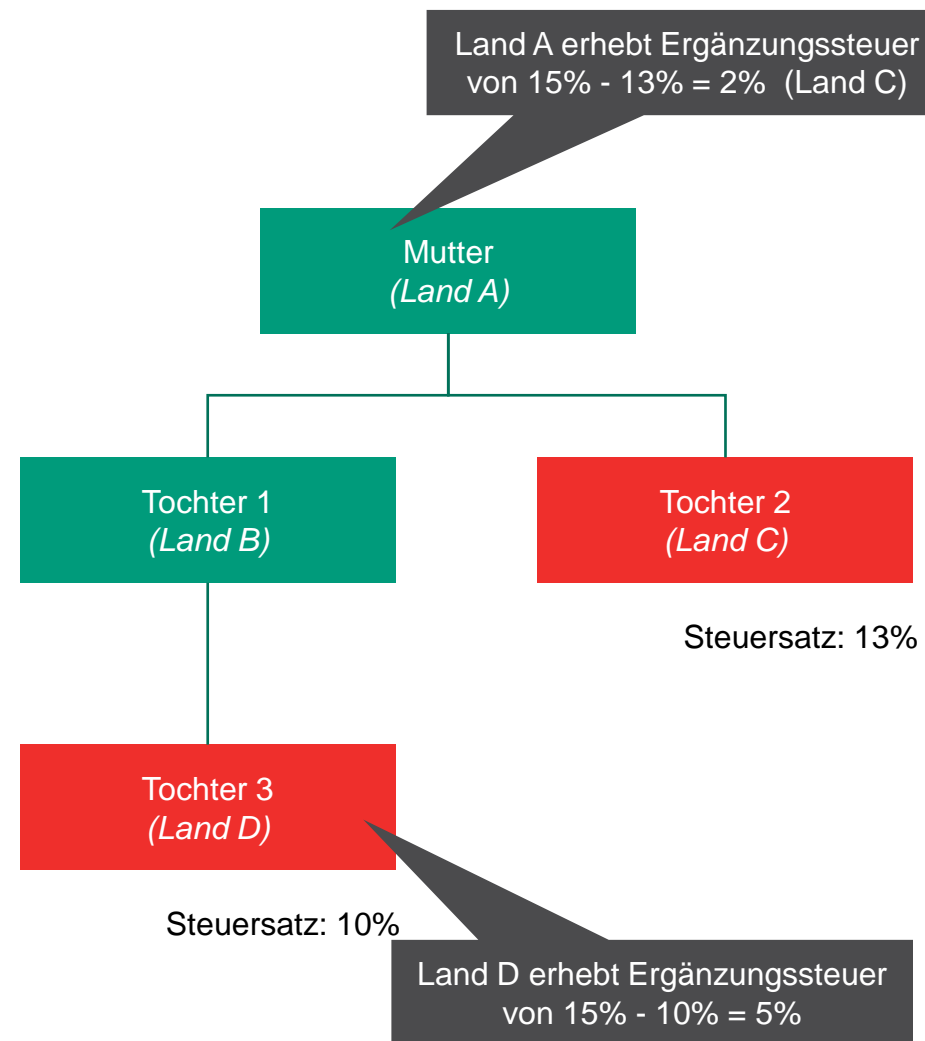 Land A erhebt Ergänzungssteuer
von 15% - 13% = 2%  (Land C)
Mutter
(Land A)
Tochter 1
(Land B)
Tochter 2
(Land C)
Steuersatz: 13%
Tochter 3
(Land D)
Steuersatz: 10%
Land D erhebt Ergänzungssteuer
von 15% - 10% = 5%